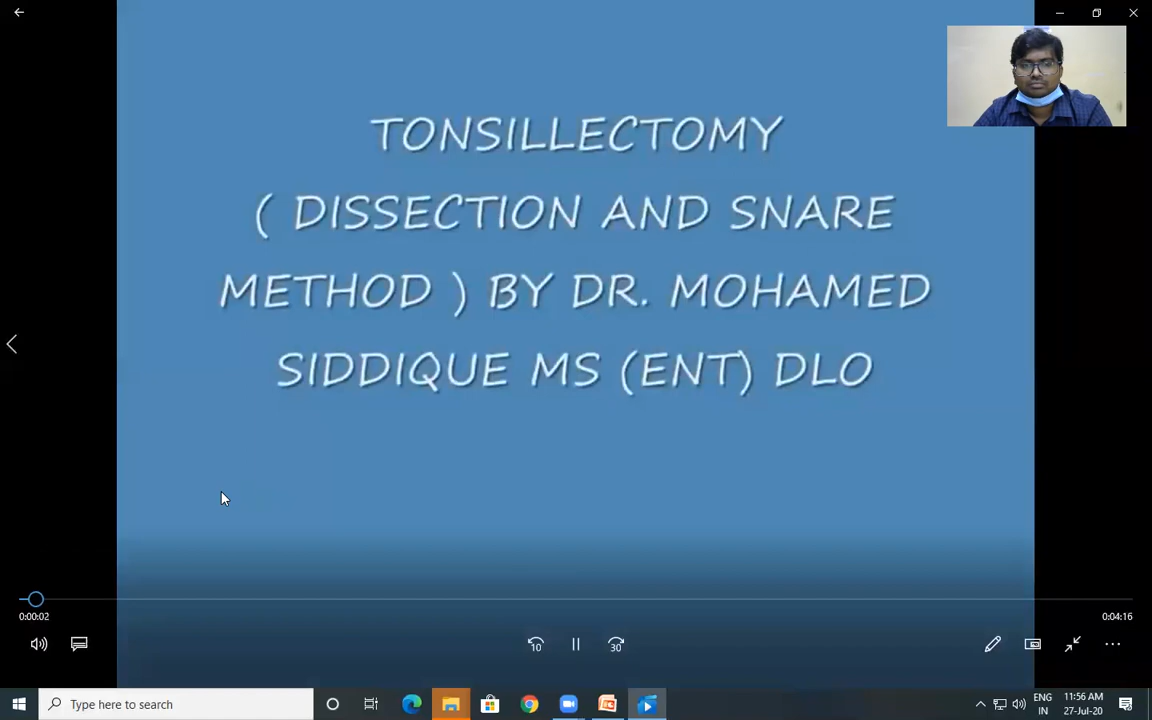 TONSILLECTOMY
( DISSECTION AND SNARE
METHOD ) BY DR. MOHAMED
SIDDIQUE MS (ENT) DLO
0:00:02
0:04:16
10
30
Type here to search
ENG
IN
11:56 AM
27-Jul-20